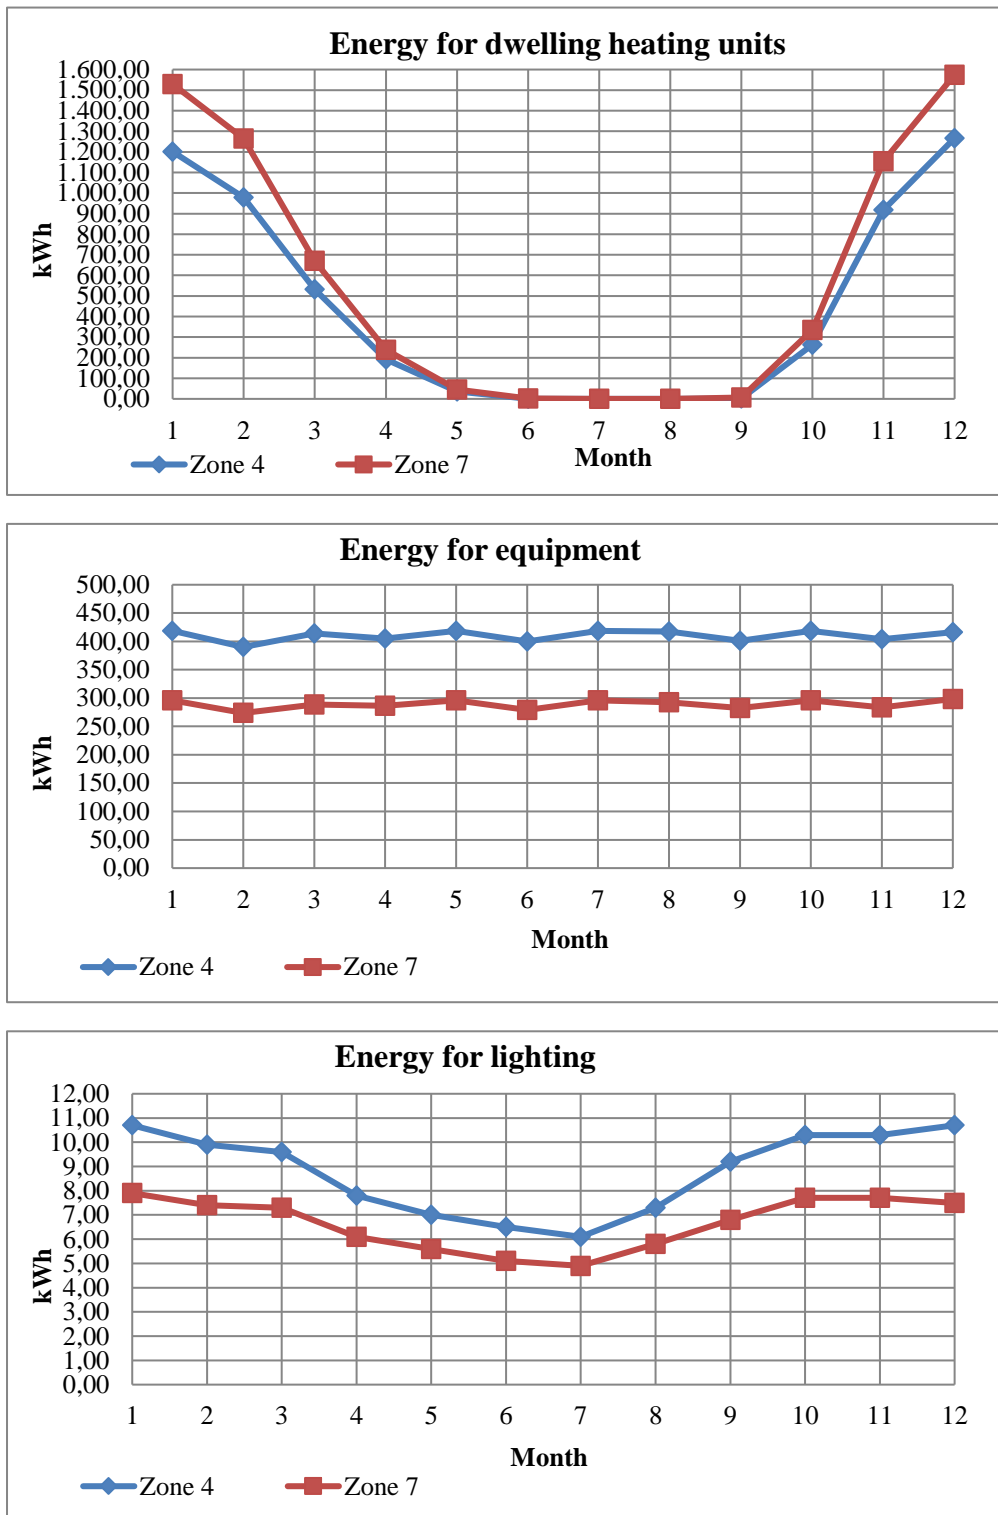 Energy for dwelling heating units
1.600,00
1.500,00
1.400,00
1.300,00
1.200,00
1.100,00
1.000,00
900,00
800,00
700,00
600,00
500,00
400,00
300,00
200,00
100,00
0,00
kWh
1 2 3 4 5 6 7 8 9 10 11 12
Month
Zone 4 Zone 7
Energy for equipment
500,00
450,00
400,00
350,00
300,00
250,00
200,00
150,00
100,00
50,00
0,00
kWh
1 2 3 4 5 6 7 8 9 10 11 12
Month
Zone 4 Zone 7
Energy for lighting
12,00
11,00
10,00
9,00
8,00
7,00
6,00
5,00
4,00
3,00
2,00
1,00
0,00
kWh
1 2 3 4 5 6 7 8 9 10 11 12
Month
Zone 4 Zone 7